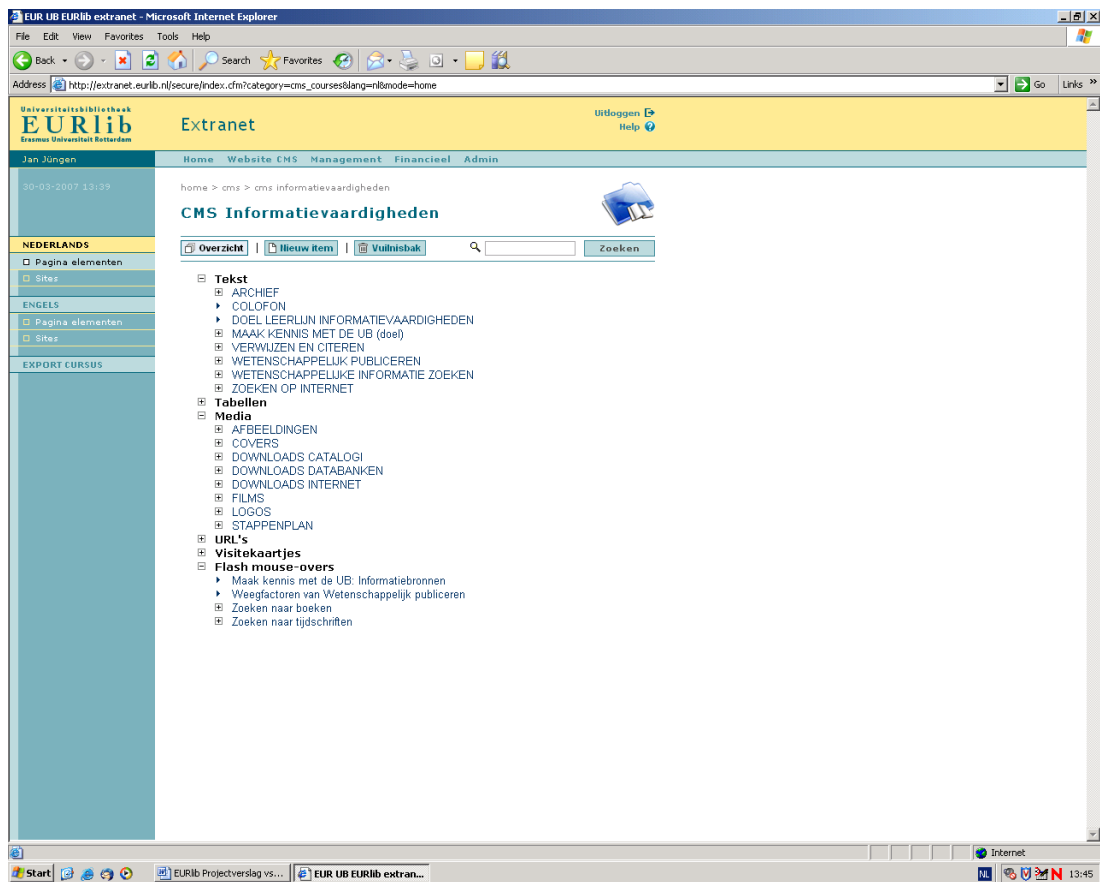 EUR UB EURlib extranet - Microsoft Internet Explorer
File Edit View Favorites Tools Help
Back Search Favorites
Address http://extranet.eurlib.nl/secure/index.cfm?category=cms_courses&lang=nl&mode=home Go Links »
Universiteitsbibliotheek
EURlib
Erasmus Universiteit Rotterdam
Extranet
Uitloggen
Help
Jan Jüngen
Home Website CMS Management Financieel Admin
30-03-2007 13:39
home > cms > cms informatievaardigheden
CMS Informatievaardigheden
Overzicht | Nieuw item | Vuilnisbak Zoeken
NEDERLANDS
Pagina elementen
Sites
ENGELS
Pagina elementen
Sites
EXPORT CURSUS
Tekst
ARCHIEF
COLOFON
DOEL LEERLIJN INFORMATIEVAARDIGHEDEN
MAAK KENNIS MET DE UB (doel)
VERWIJZEN EN CITEREN
WETENSCHAPPELIJK PUBLICEREN
WETENSCHAPPELIJKE INFORMATIE ZOEKEN
ZOEKEN OP INTERNET
Tabellen
Media
AFBEELDINGEN
COVERS
DOWNLOADS CATALOGI
DOWNLOADS DATABANKEN
DOWNLOADS INTERNET
FILMS
LOGOS
STAPPENPLAN
URL's
Visitekaartjes
Flash mouse-overs
Maak kennis met de UB: Informatiebronnen
Weegfactoren van Wetenschappelijk publiceren
Zoeken naar boeken
Zoeken naar tijdschriften
Internet
Start EURlib Projectverslag vs... EUR UB EURlib extran... NL 13:45